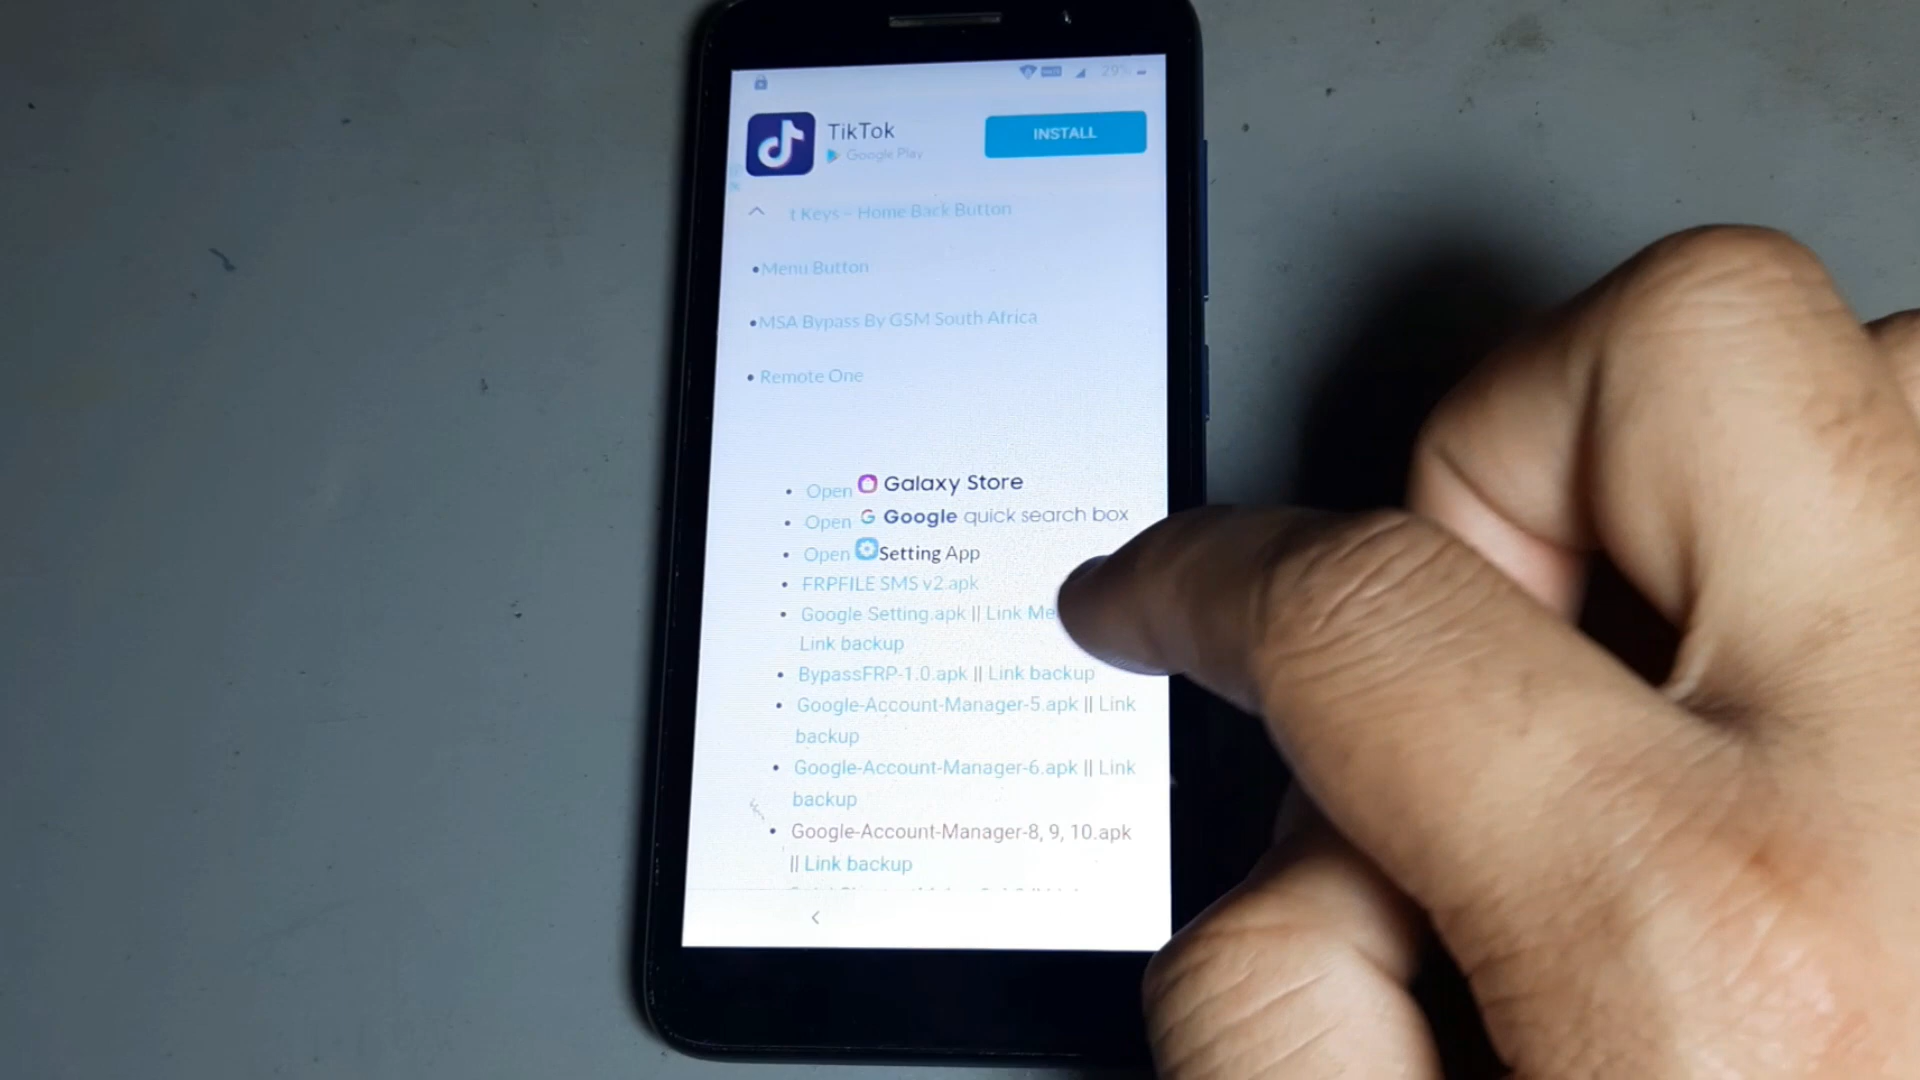 29%
TikTok
INSTALL
Google Play
t Keys – Home Back Button
•Menu Button
•MSA Bypass By GSM South Africa
• Remote One
• Open Galaxy Store
• Open Google quick search box
• Open Setting App
• FRPFILE SMS v2.apk
• Google Setting.apk || Link Me
Link backup
• BypassFRP-1.0.apk || Link backup
• Google-Account-Manager-5.apk || Link
backup
• Google-Account-Manager-6.apk || Link
backup
• Google-Account-Manager-8, 9, 10.apk
|| Link backup